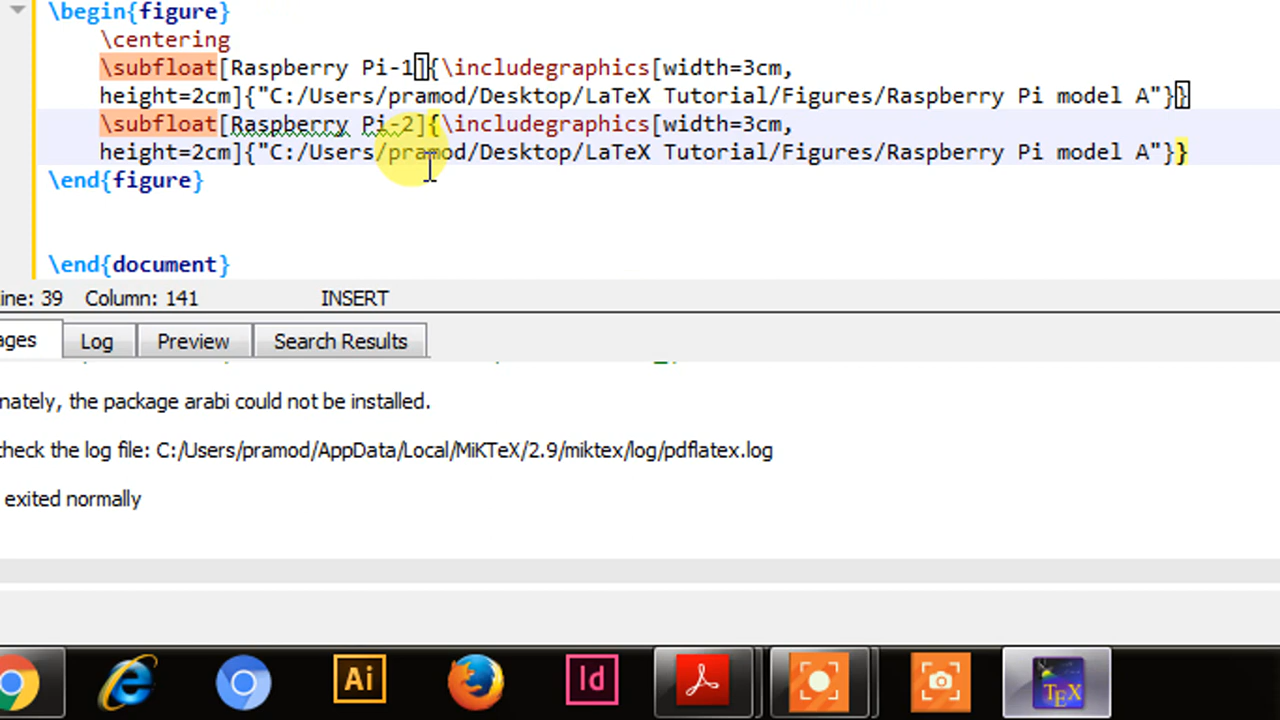 \begin{figure}
\centering
\subfloat[Raspberry Pi-1]{\includegraphics[width=3cm,
height=2cm]{"C:/Users/pramod/Desktop/LaTeX Tutorial/Figures/Raspberry Pi model A"}}
\subfloat[Raspberry Pi-2]{\includegraphics[width=3cm,
height=2cm]{"C:/Users/pramod/Desktop/LaTeX Tutorial/Figures/Raspberry Pi model A"}}
\end{figure}
\end{document}
ine: 39 Column: 141 INSERT
ages Log Preview Search Results
nately, the package arabi could not be installed.
check the log file: C:/Users/pramod/AppData/Local/MiKTeX/2.9/miktex/log/pdflatex.log
exited normally
Ai Id TEX